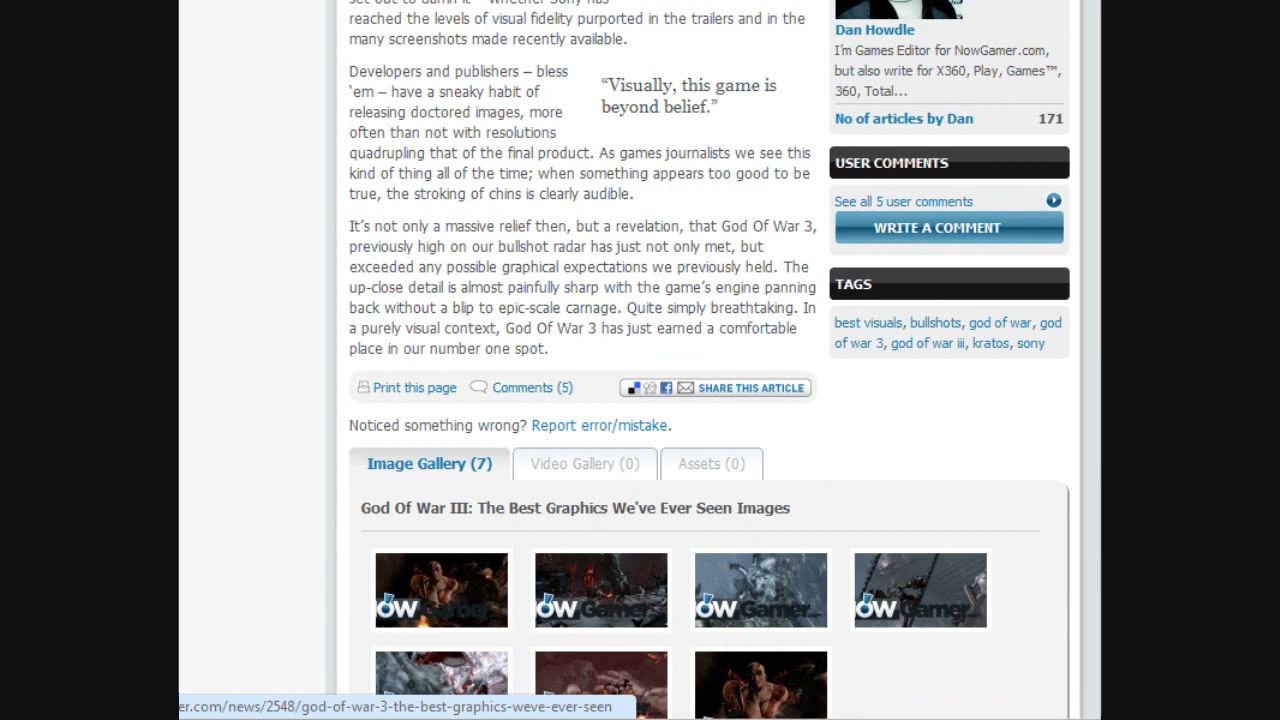 reached the levels of visual fidelity purported in the trailers and in the
many screenshots made recently available.
Developers and publishers – bless
‘em – have a sneaky habit of
releasing doctored images, more
often than not with resolutions
quadrupling that of the final product. As games journalists we see this
kind of thing all of the time; when something appears too good to be
true, the stroking of chins is clearly audible.
“Visually, this game is
beyond belief.”
It’s not only a massive relief then, but a revelation, that God Of War 3,
previously high on our bullshot radar has just not only met, but
exceeded any possible graphical expectations we previously held. The
up-close detail is almost painfully sharp with the game’s engine panning
back without a blip to epic-scale carnage. Quite simply breathtaking. In
a purely visual context, God Of War 3 has just earned a comfortable
place in our number one spot.
Print this page Comments (5) SHARE THIS ARTICLE
Noticed something wrong? Report error/mistake.
Image Gallery (7) Video Gallery (0) Assets (0)
God Of War III: The Best Graphics We've Ever Seen Images
OWGamer OWGamer OWGamer OWGamer
Dan Howdle
I’m Games Editor for NowGamer.com,
but also write for X360, Play, Games™,
360, Total...
No of articles by Dan 171
USER COMMENTS
See all 5 user comments
WRITE A COMMENT
TAGS
best visuals, bullshots, god of war, god
of war 3, god of war iii, kratos, sony
er.com/news/2548/god-of-war-3-the-best-graphics-weve-ever-seen